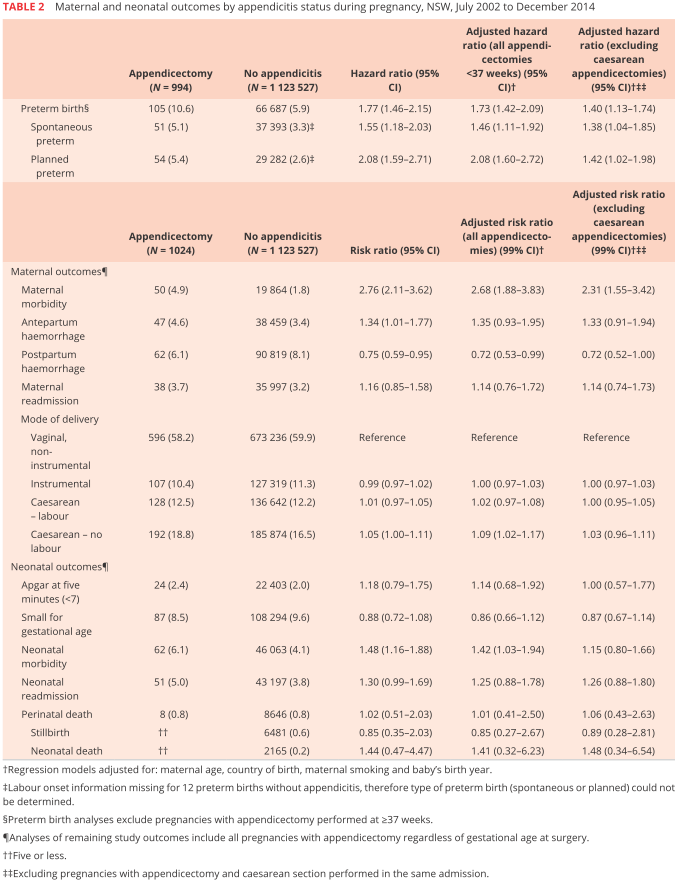 TABLE 2 Maternal and neonatal outcomes by appendicitis status during pregnancy, NSW, July 2002 to December 2014
Appendicectomy (N = 994) No appendicitis (N = 1 123 527) Hazard ratio (95% CI) Adjusted hazard ratio (all appendi-cectomies <37 weeks) (95% CI)† Adjusted hazard ratio (excluding caesarean appendicectomies) (95% CI)†‡‡
Preterm birth§ 105 (10.6) 66 687 (5.9) 1.77 (1.46–2.15) 1.73 (1.42–2.09) 1.40 (1.13–1.74)
Spontaneous preterm 51 (5.1) 37 393 (3.3)‡ 1.55 (1.18–2.03) 1.46 (1.11–1.92) 1.38 (1.04–1.85)
Planned preterm 54 (5.4) 29 282 (2.6)‡ 2.08 (1.59–2.71) 2.08 (1.60–2.72) 1.42 (1.02–1.98)
Appendicectomy (N = 1024) No appendicitis (N = 1 123 527) Risk ratio (95% CI) Adjusted risk ratio (all appendicecto-mies) (99% CI)† Adjusted risk ratio (excluding caesarean appendicectomies) (99% CI)†‡‡
Maternal outcomes¶
Maternal morbidity 50 (4.9) 19 864 (1.8) 2.76 (2.11–3.62) 2.68 (1.88–3.83) 2.31 (1.55–3.42)
Antepartum haemorrhage 47 (4.6) 38 459 (3.4) 1.34 (1.01–1.77) 1.35 (0.93–1.95) 1.33 (0.91–1.94)
Postpartum haemorrhage 62 (6.1) 90 819 (8.1) 0.75 (0.59–0.95) 0.72 (0.53–0.99) 0.72 (0.52–1.00)
Maternal readmission 38 (3.7) 35 997 (3.2) 1.16 (0.85–1.58) 1.14 (0.76–1.72) 1.14 (0.74–1.73)
Mode of delivery
Vaginal, non-instrumental 596 (58.2) 673 236 (59.9) Reference Reference Reference
Instrumental 107 (10.4) 127 319 (11.3) 0.99 (0.97–1.02) 1.00 (0.97–1.03) 1.00 (0.97–1.03)
Caesarean – labour 128 (12.5) 136 642 (12.2) 1.01 (0.97–1.05) 1.02 (0.97–1.08) 1.00 (0.95–1.05)
Caesarean – no labour 192 (18.8) 185 874 (16.5) 1.05 (1.00–1.11) 1.09 (1.02–1.17) 1.03 (0.96–1.11)
Neonatal outcomes¶
Apgar at five minutes (<7) 24 (2.4) 22 403 (2.0) 1.18 (0.79–1.75) 1.14 (0.68–1.92) 1.00 (0.57–1.77)
Small for gestational age 87 (8.5) 108 294 (9.6) 0.88 (0.72–1.08) 0.86 (0.66–1.12) 0.87 (0.67–1.14)
Neonatal morbidity 62 (6.1) 46 063 (4.1) 1.48 (1.16–1.88) 1.42 (1.03–1.94) 1.15 (0.80–1.66)
Neonatal readmission 51 (5.0) 43 197 (3.8) 1.30 (0.99–1.69) 1.25 (0.88–1.78) 1.26 (0.88–1.80)
Perinatal death 8 (0.8) 8646 (0.8) 1.02 (0.51–2.03) 1.01 (0.41–2.50) 1.06 (0.43–2.63)
Stillbirth †† 6481 (0.6) 0.85 (0.35–2.03) 0.85 (0.27–2.67) 0.89 (0.28–2.81)
Neonatal death †† 2165 (0.2) 1.44 (0.47–4.47) 1.41 (0.32–6.23) 1.48 (0.34–6.54)
†Regression models adjusted for: maternal age, country of birth, maternal smoking and baby's birth year.
‡Labour onset information missing for 12 preterm births without appendicitis, therefore type of preterm birth (spontaneous or planned) could not
be determined.
§Preterm birth analyses exclude pregnancies with appendicectomy performed at ≥37 weeks.
¶Analyses of remaining study outcomes include all pregnancies with appendicectomy regardless of gestational age at surgery.
††Five or less.
‡‡Excluding pregnancies with appendicectomy and caesarean section performed in the same admission.